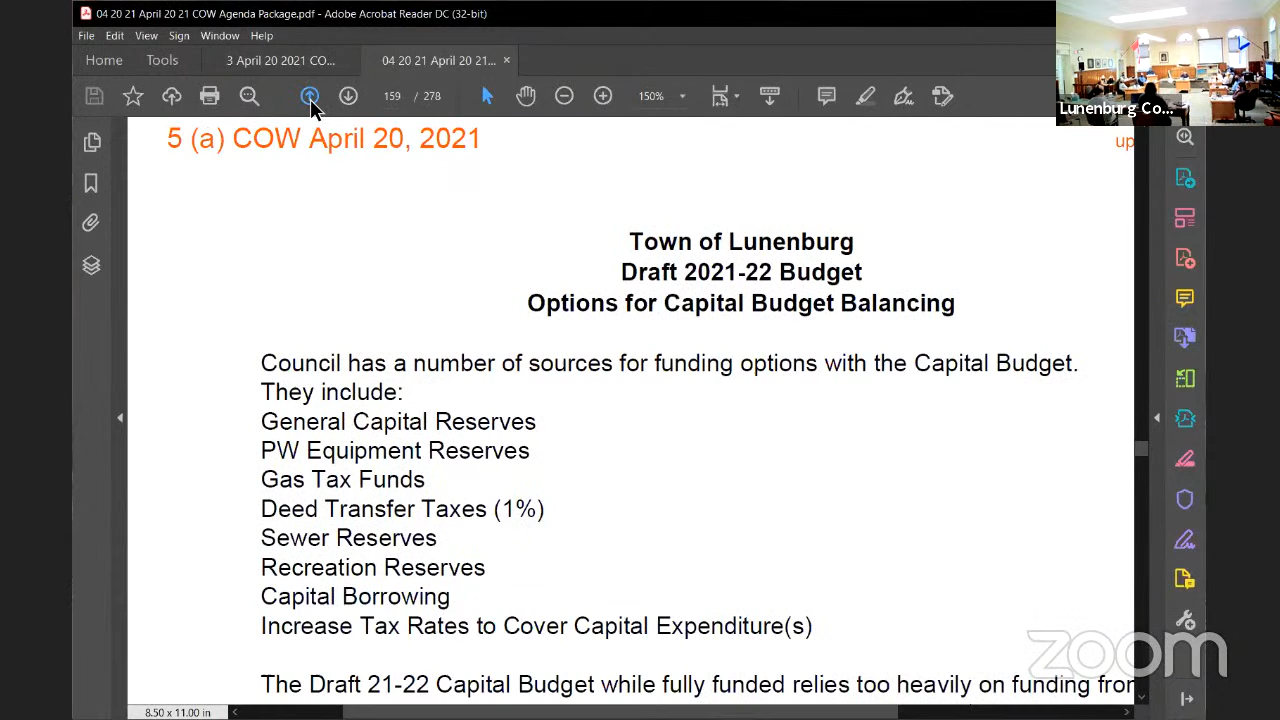 04 20 21 April 20 21 COW Agenda Package.pdf - Adobe Acrobat Reader DC (32-bit)
File Edit View Sign Window Help
Home Tools 3 April 20 2021 CO... 04 20 21 April 20 21... ×
159 / 278 150%
Lunenburg Co...
5 (a) COW April 20, 2021
up
Town of Lunenburg
Draft 2021-22 Budget
Options for Capital Budget Balancing
Council has a number of sources for funding options with the Capital Budget.
They include:
General Capital Reserves
PW Equipment Reserves
Gas Tax Funds
Deed Transfer Taxes (1%)
Sewer Reserves
Recreation Reserves
Capital Borrowing
Increase Tax Rates to Cover Capital Expenditure(s)
The Draft 21-22 Capital Budget while fully funded relies too heavily on funding from
8.50 x 11.00 in
zoom